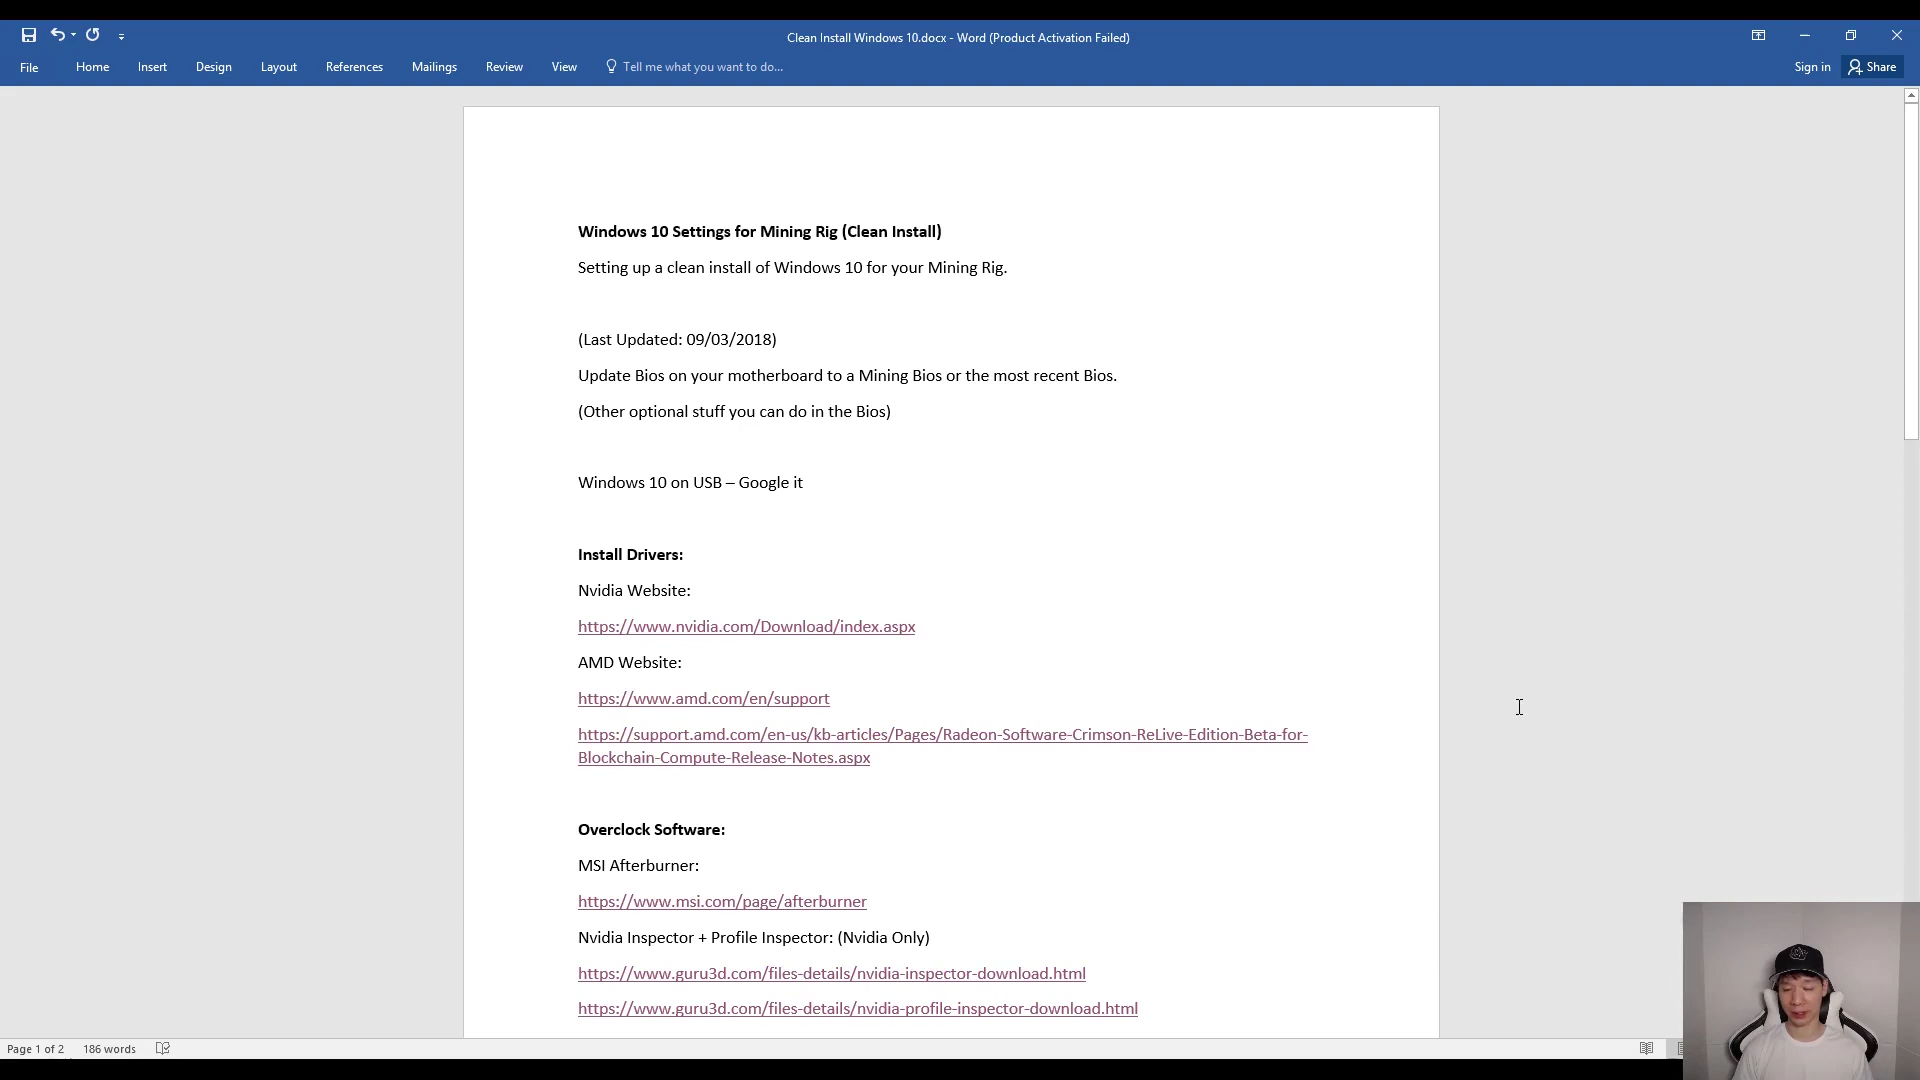 Clean Install Windows 10.docx - Word (Product Activation Failed)
File Home Insert Design Layout References Mailings Review View Tell me what you want to do... Sign in Share
Windows 10 Settings for Mining Rig (Clean Install)
Setting up a clean install of Windows 10 for your Mining Rig.
(Last Updated: 09/03/2018)
Update Bios on your motherboard to a Mining Bios or the most recent Bios.
(Other optional stuff you can do in the Bios)
Windows 10 on USB – Google it
Install Drivers:
Nvidia Website:
https://www.nvidia.com/Download/index.aspx
AMD Website:
https://www.amd.com/en/support
https://support.amd.com/en-us/kb-articles/Pages/Radeon-Software-Crimson-ReLive-Edition-Beta-for-
Blockchain-Compute-Release-Notes.aspx
Overclock Software:
MSI Afterburner:
https://www.msi.com/page/afterburner
Nvidia Inspector + Profile Inspector: (Nvidia Only)
https://www.guru3d.com/files-details/nvidia-inspector-download.html
https://www.guru3d.com/files-details/nvidia-profile-inspector-download.html
Page 1 of 2 186 words